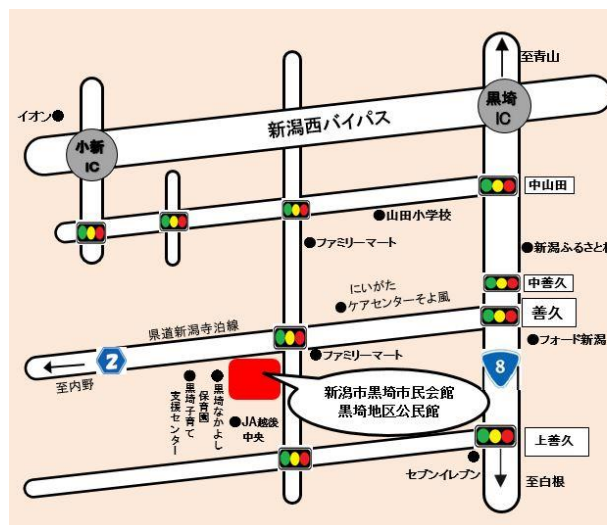 至青山
イオン
小新
IC
新潟西バイパス
黒埼
IC
中山田
山田小学校
ファミリーマート
新潟ふるさと村
中善久
にいがた
ケアセンターそよ風
善久
県道新潟寺泊線
2
ファミリーマート
フォード新潟
至内野
8
新潟市黒埼市民会館
黒埼地区公民館
黒埼なかよし
保育園
黒埼子育て
支援センター
JA越後
中央
上善久
セブンイレブン
至白根